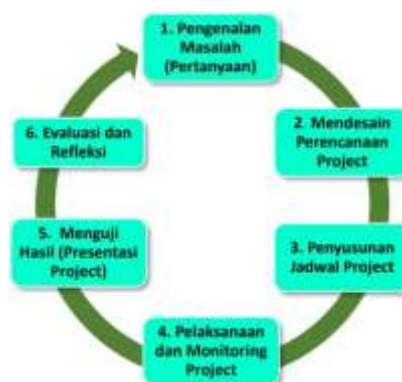 1. Pengenalan
Masalah
(Pertanyaan)
2. Mendesain
Perencanaan
Project
3. Penyusunan
Jadwal Project
4. Pelaksanaan
dan Monitoring
Project
5. Menguji
Hasil (Presentasi
Project)
6. Evaluasi dan
Refleksi